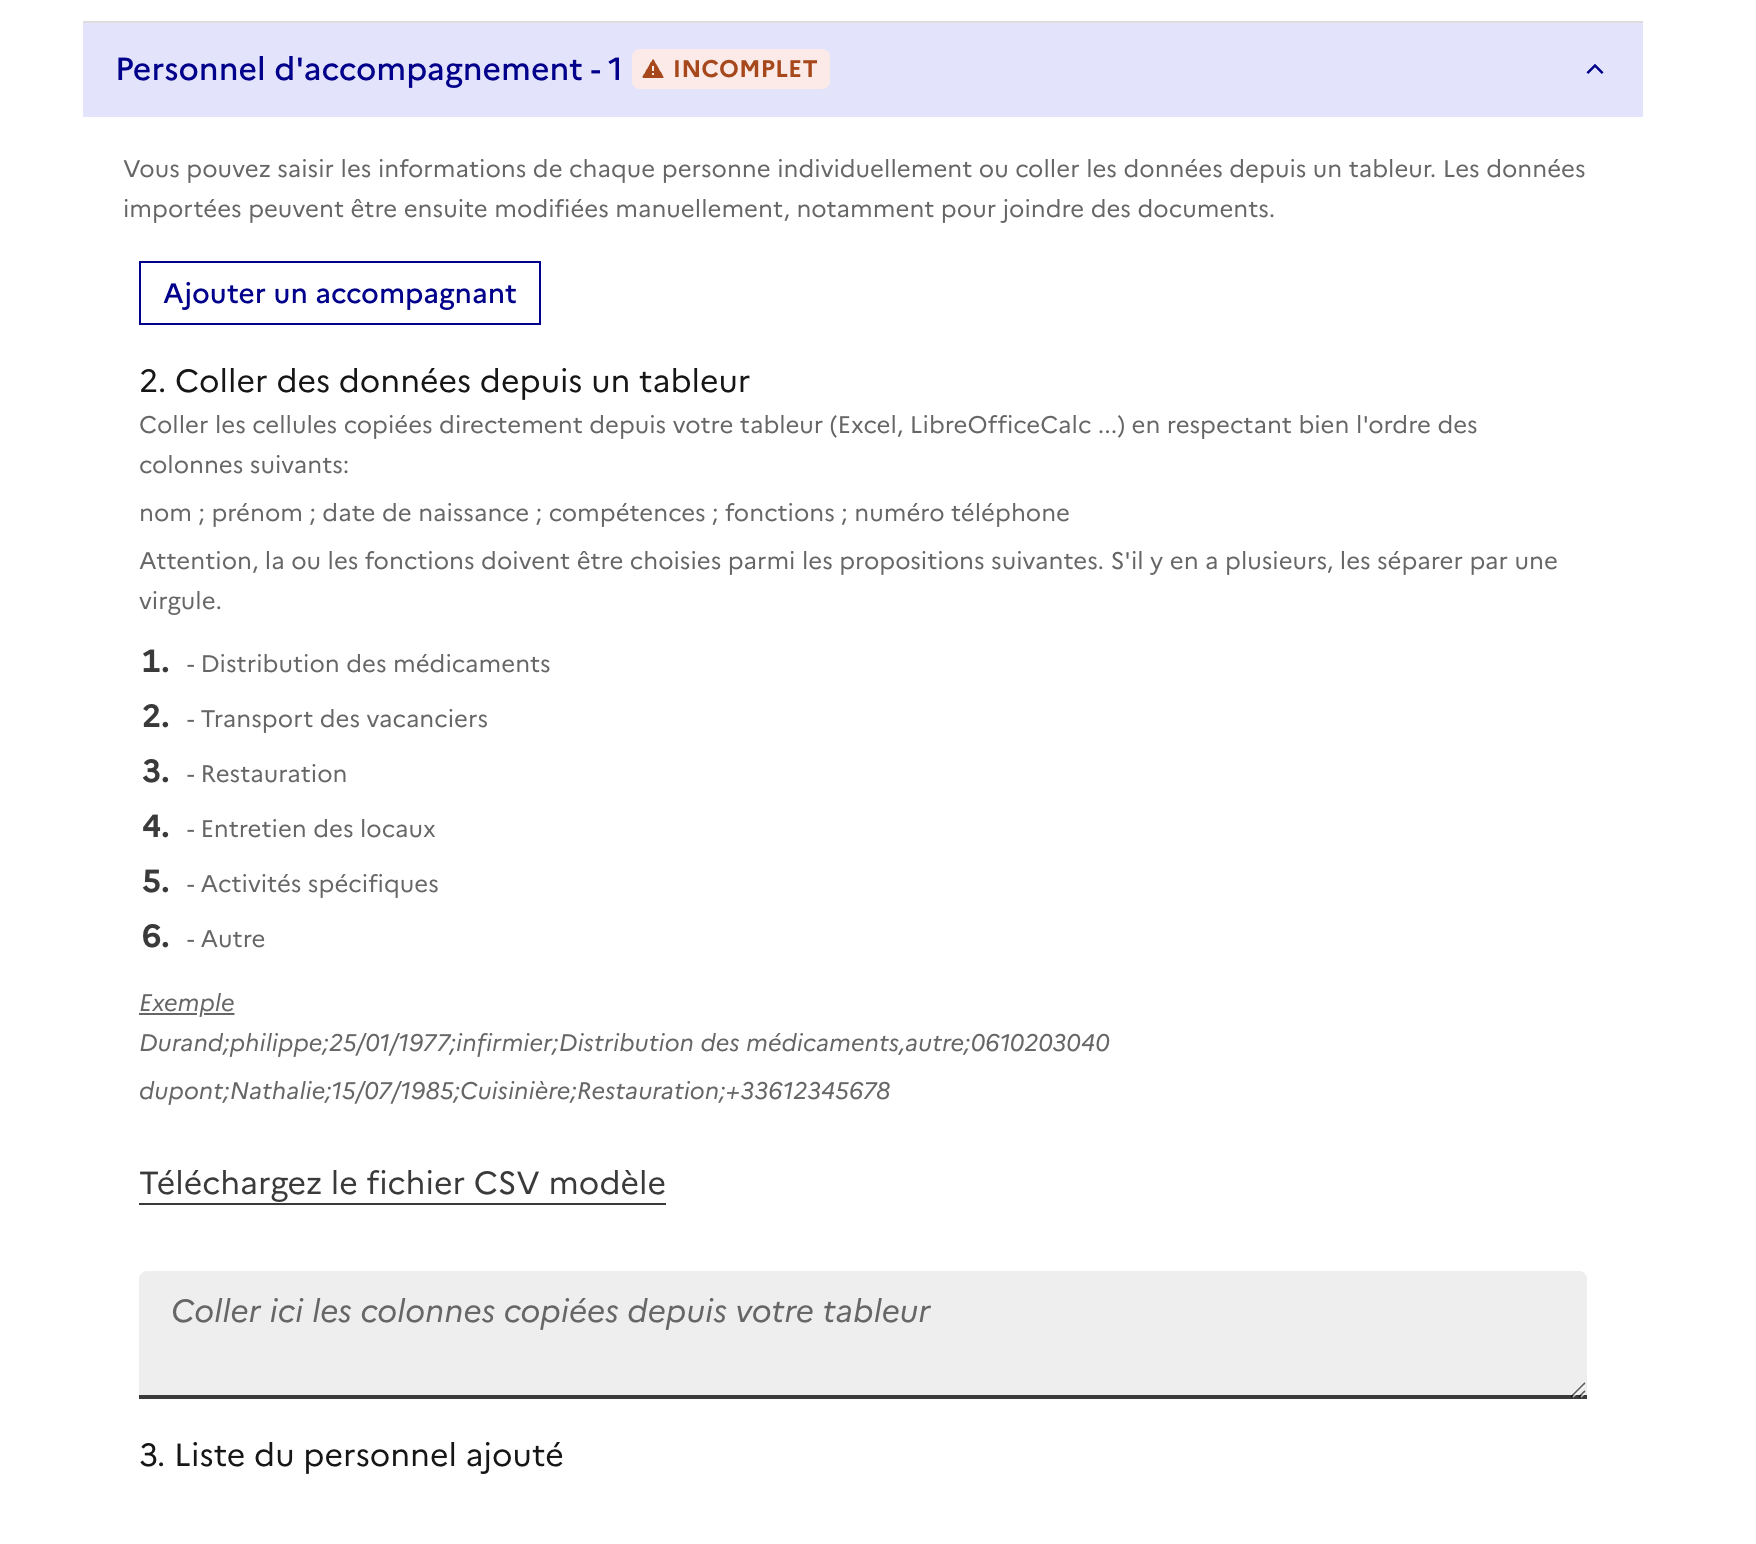 Personnel d'accompagnement - 1 INCOMPLET
Vous pouvez saisir les informations de chaque personne individuellement ou coller les données depuis un tableur. Les données
importées peuvent être ensuite modifiées manuellement, notamment pour joindre des documents.
Ajouter un accompagnant
2. Coller des données depuis un tableur
Coller les cellules copiées directement depuis votre tableur (Excel, LibreOfficeCalc ...) en respectant bien l'ordre des
colonnes suivants:
nom ; prénom ; date de naissance ; compétences ; fonctions ; numéro téléphone
Attention, la ou les fonctions doivent être choisies parmi les propositions suivantes. S'il y en a plusieurs, les séparer par une
virgule.
1. - Distribution des médicaments
2. - Transport des vacanciers
3. - Restauration
4. - Entretien des locaux
5. - Activités spécifiques
6. - Autre
Exemple
Durand;philippe;25/01/1977;infirmier;Distribution des médicaments,autre;0610203040
dupont;Nathalie;15/07/1985;Cuisinière;Restauration;+33612345678
Téléchargez le fichier CSV modèle
Coller ici les colonnes copiées depuis votre tableur
3. Liste du personnel ajouté